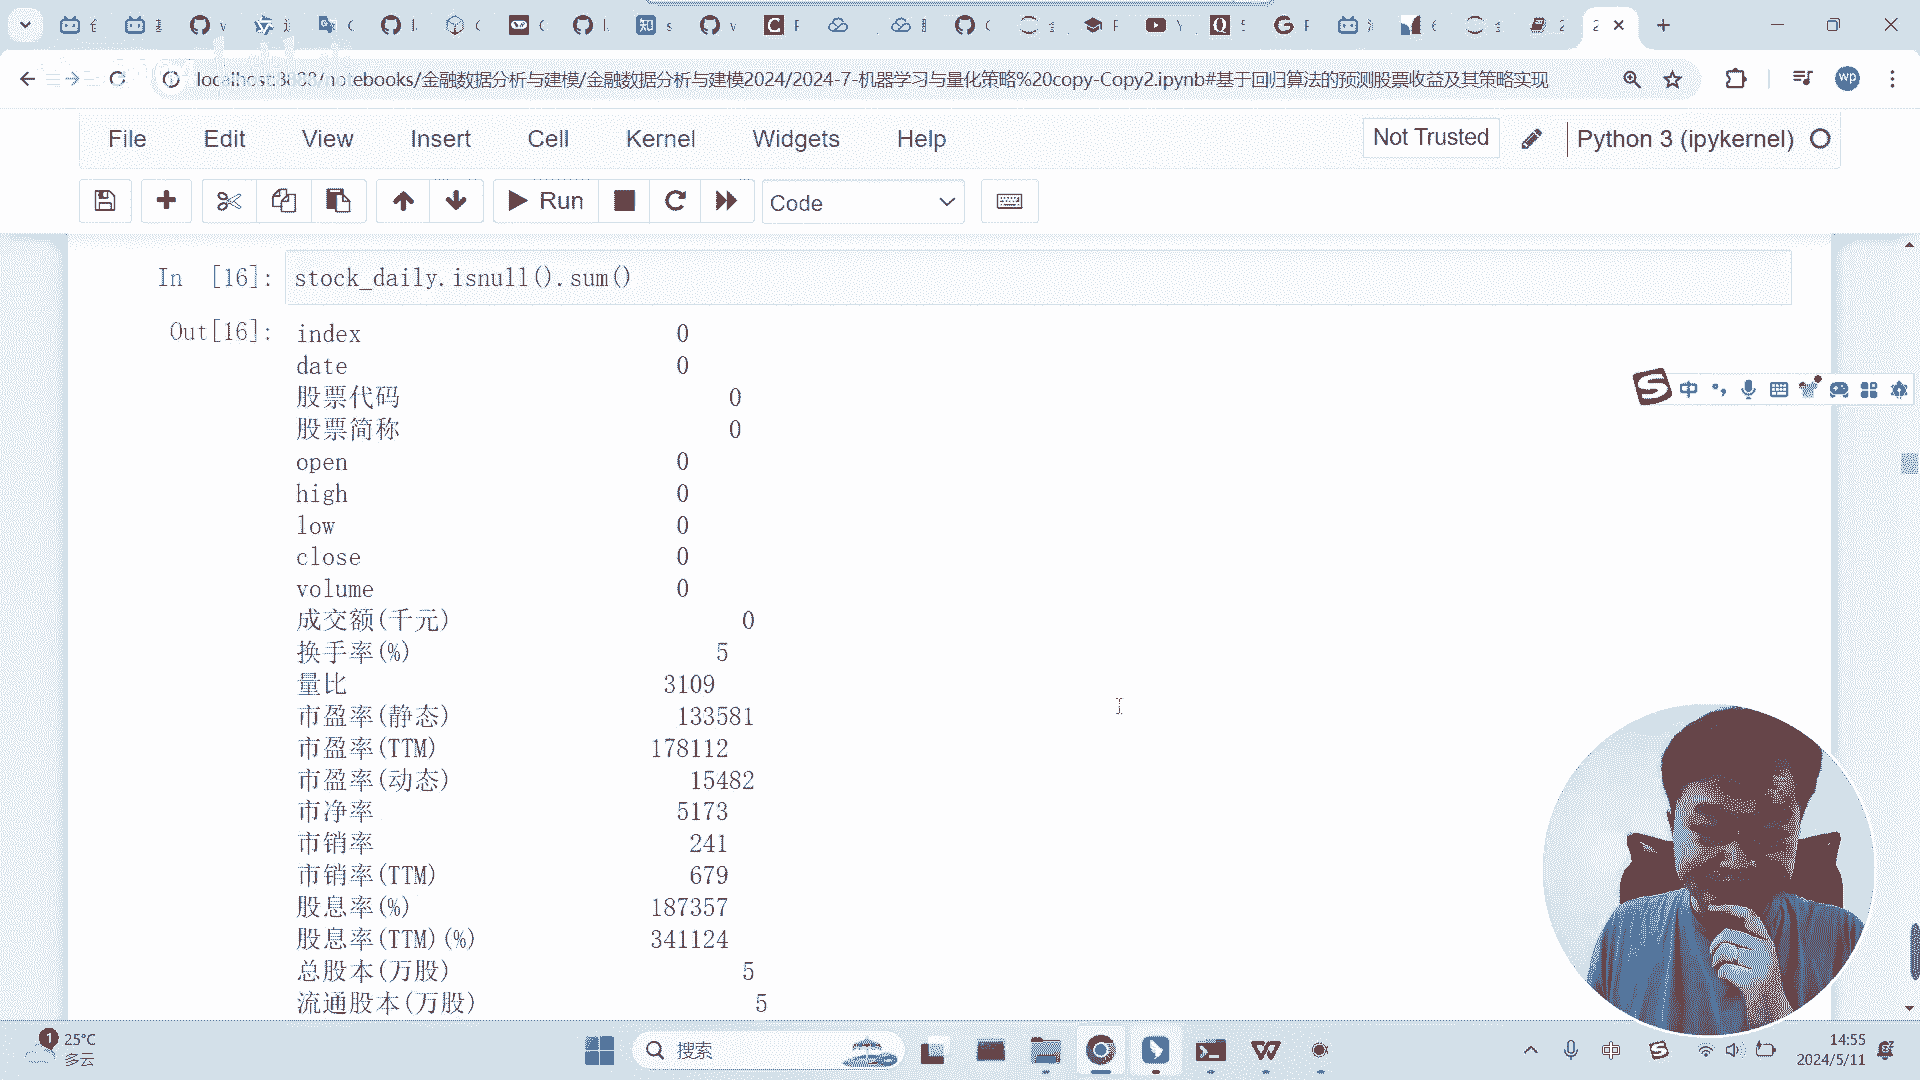 localhost:8888/notebooks/金融数据分析与建模/金融数据分析与建模2024/2024-7-机器学习与量化策略%20copy-Copy2.ipynb#基于回归算法的预测股票收益及其策略实现
wp
File Edit View Insert Cell Kernel Widgets Help Not Trusted Python 3 (ipykernel)
Run Code
In [16]: stock_daily.isnull().sum()
Out[16]: index 0
date 0
股票代码 0
股票简称 0
open 0
high 0
low 0
close 0
volume 0
成交额(千元) 0
换手率(%) 5
量比 3109
市盈率(静态) 133581
市盈率(TTM) 178112
市盈率(动态) 15482
市净率 5173
市销率 241
市销率(TTM) 679
股息率(%) 187357
股息率(TTM)(%) 341124
总股本(万股) 5
流通股本(万股) 5
中
1 25°C
多云
搜索
中
14:55
2024/5/11